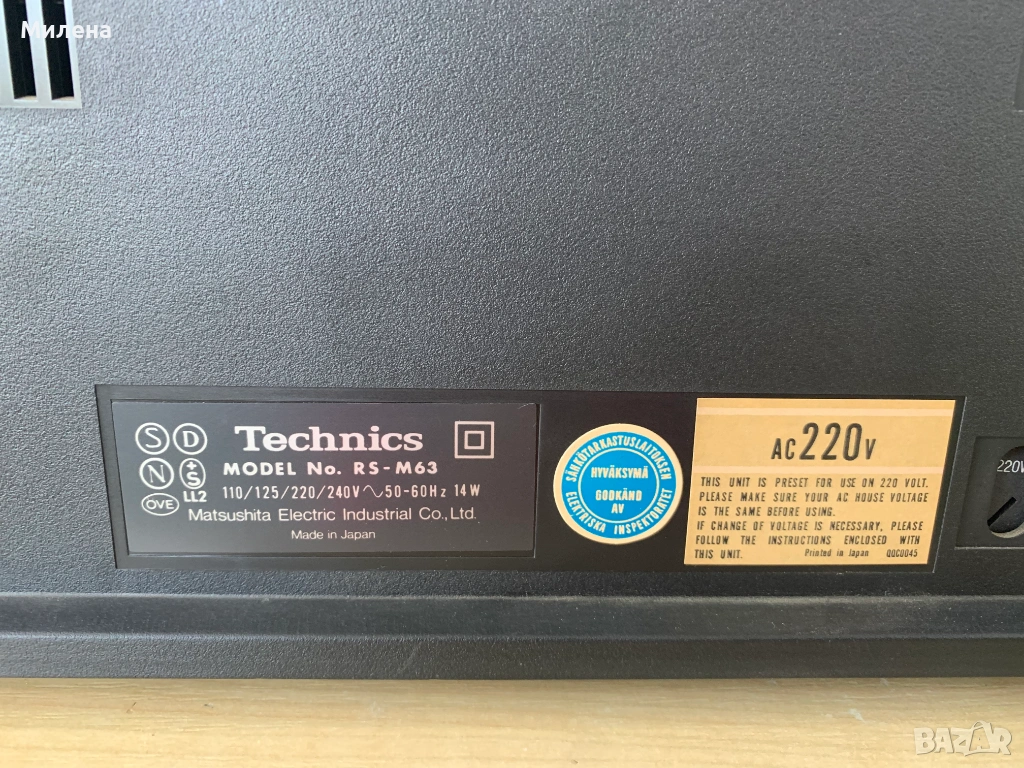 Милена
S D N +S LL2 OVE
Technics
MODEL No. RS-M63
110/125/220/240V ~ 50-60Hz 14W
Matsushita Electric Industrial Co., Ltd.
Made in Japan
SÄHKÖTARKASTUSLAITOKSEN
HYVÄKSYMÄ
GODKÄND
AV
ELEKTRISKA INSPEKTORATET
AC 220V
THIS UNIT IS PRESET FOR USE ON 220 VOLT.
PLEASE MAKE SURE YOUR AC HOUSE VOLTAGE
IS THE SAME BEFORE USING.
IF CHANGE OF VOLTAGE IS NECESSARY, PLEASE
FOLLOW THE INSTRUCTIONS ENCLOSED WITH
THIS UNIT. Printed in Japan QQC0045
220V
BAZAR